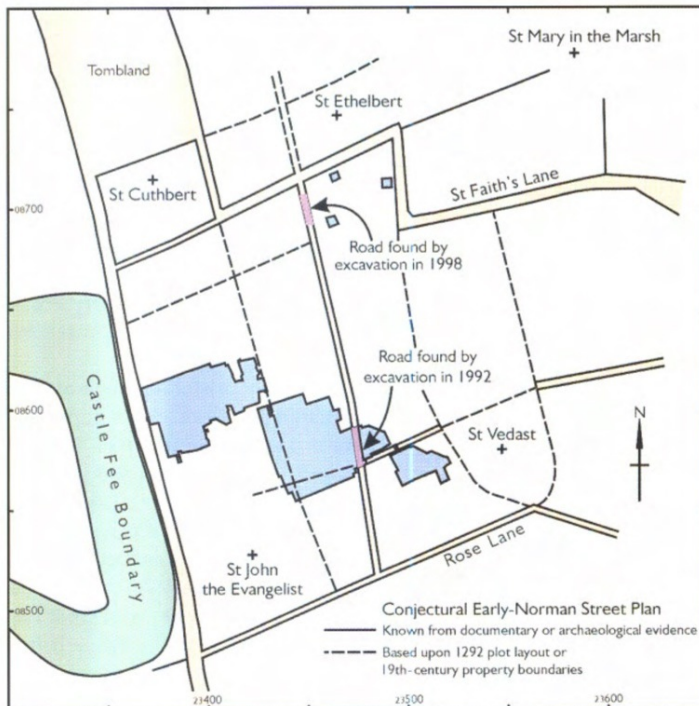 St Mary in the Marsh
Tombland
St Ethelbert
St Cuthbert
St Faith's Lane
08700
Road found by
excavation in 1998
Road found by
excavation in 1992
08600
N
Castle Fee Boundary
St Vedast
St John
the Evangelist
Rose Lane
08500
Conjectural Early-Norman Street Plan
Known from documentary or archaeological evidence
Based upon 1292 plot layout or
19th-century property boundaries
23400
23500
23600